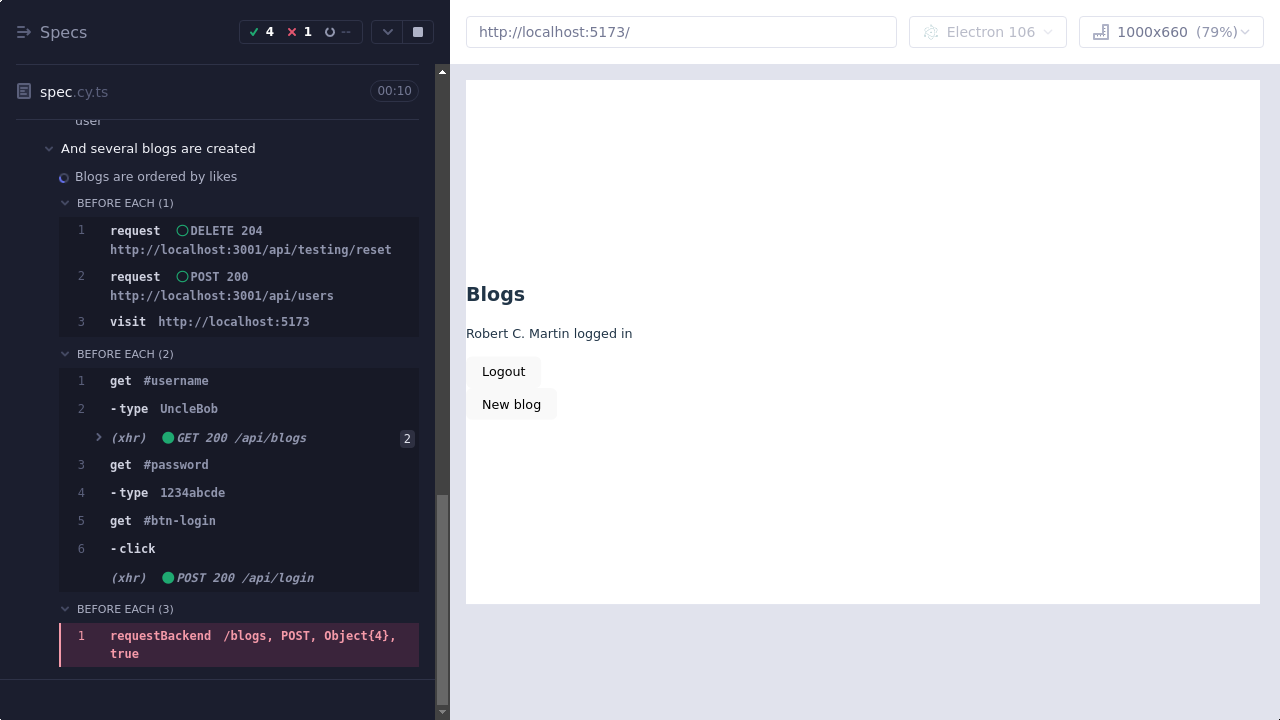 Specs
4 1 --
spec.cy.ts 00:10
user
And several blogs are created
Blogs are ordered by likes
BEFORE EACH (1)
1 request DELETE 204
http://localhost:3001/api/testing/reset
2 request POST 200
http://localhost:3001/api/users
3 visit http://localhost:5173
BEFORE EACH (2)
1 get #username
2 -type UncleBob
(xhr) GET 200 /api/blogs 2
3 get #password
4 -type 1234abcde
5 get #btn-login
6 -click
(xhr) POST 200 /api/login
BEFORE EACH (3)
1 requestBackend /blogs, POST, Object{4},
true
http://localhost:5173/
Electron 106
1000x660 (79%)
Blogs
Robert C. Martin logged in
Logout
New blog